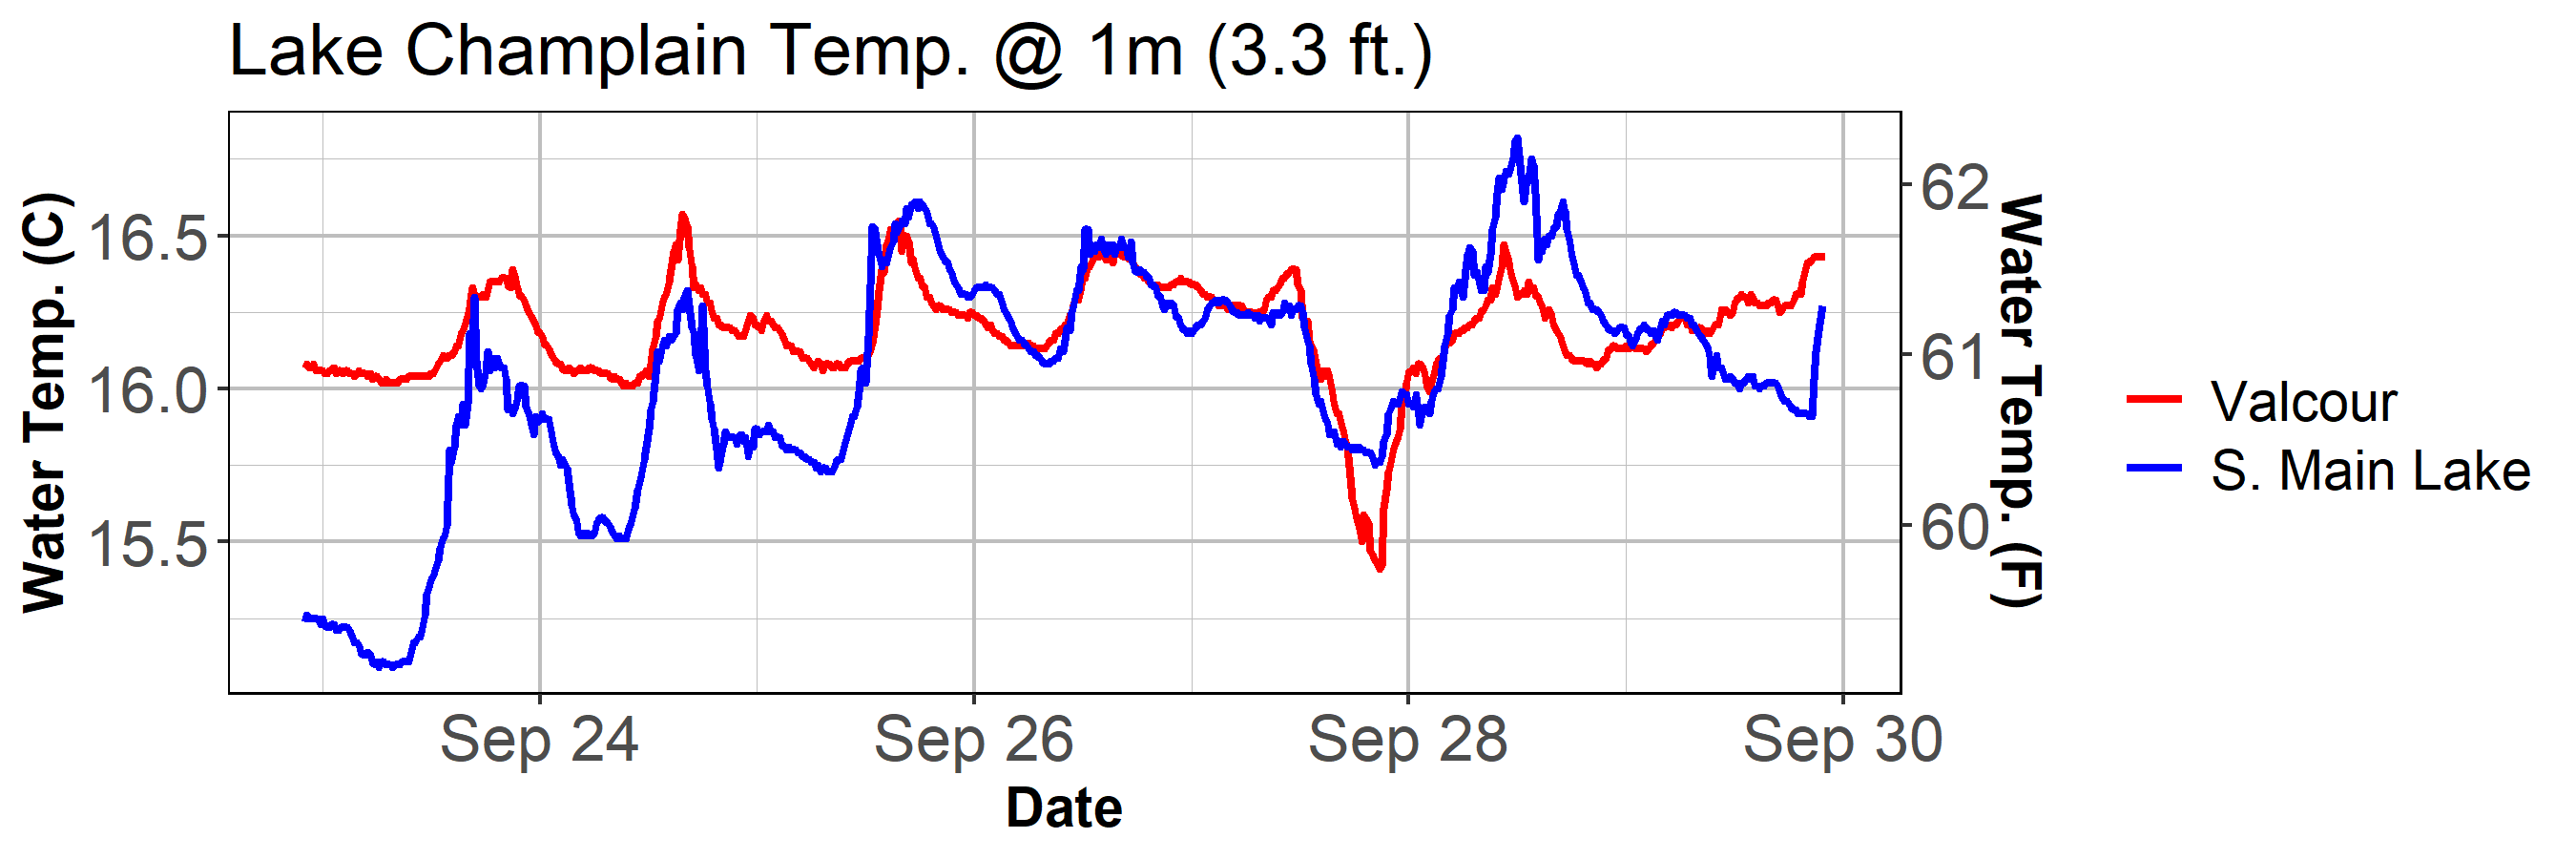 Lake Champlain Temp. @ 1m (3.3 ft.)
Water Temp. (C)
16.5
16.0
15.5
62
61
60
Water Temp. (F)
Sep 24
Sep 26
Sep 28
Sep 30
Date
Valcour
S. Main Lake